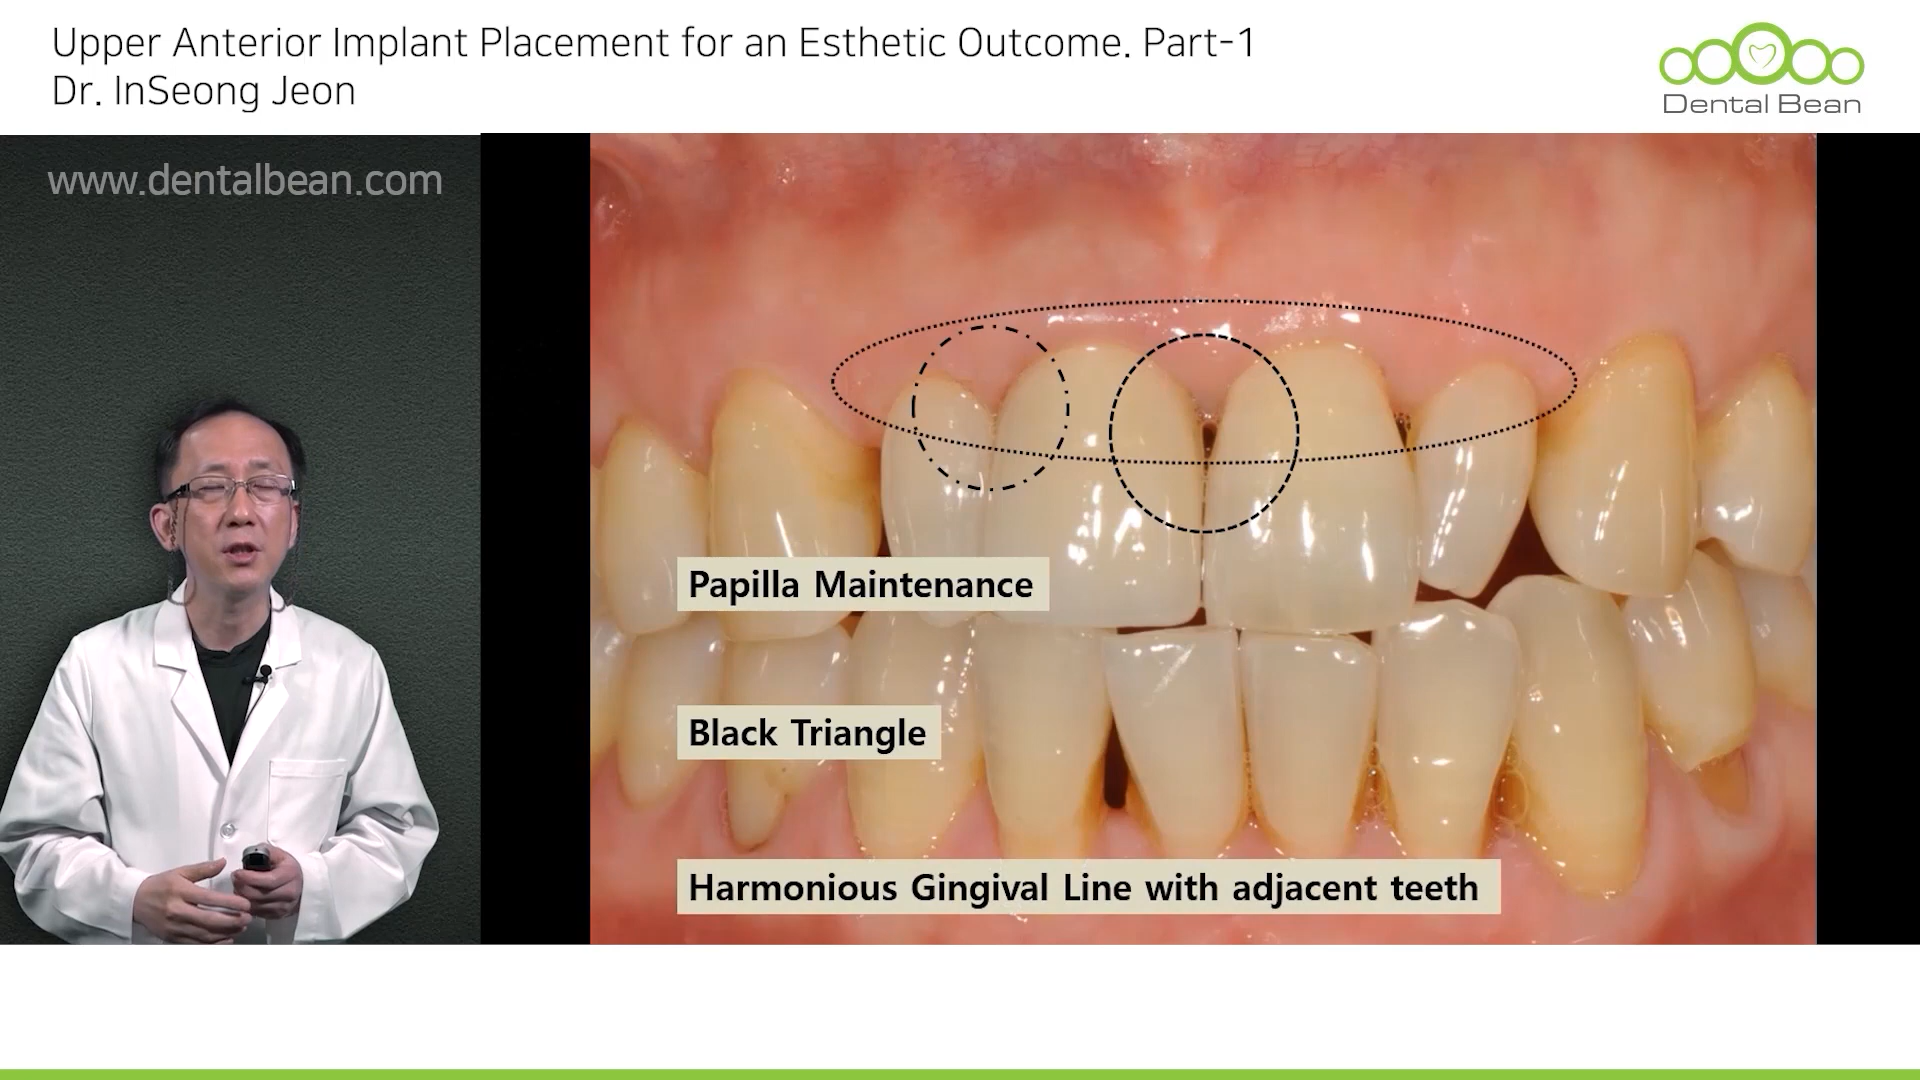 Upper Anterior Implant Placement for an Esthetic Outcome. Part-1
Dr. InSeong Jeon
Dental Bean
www.dentalbean.com
Papilla Maintenance
Black Triangle
Harmonious Gingival Line with adjacent teeth